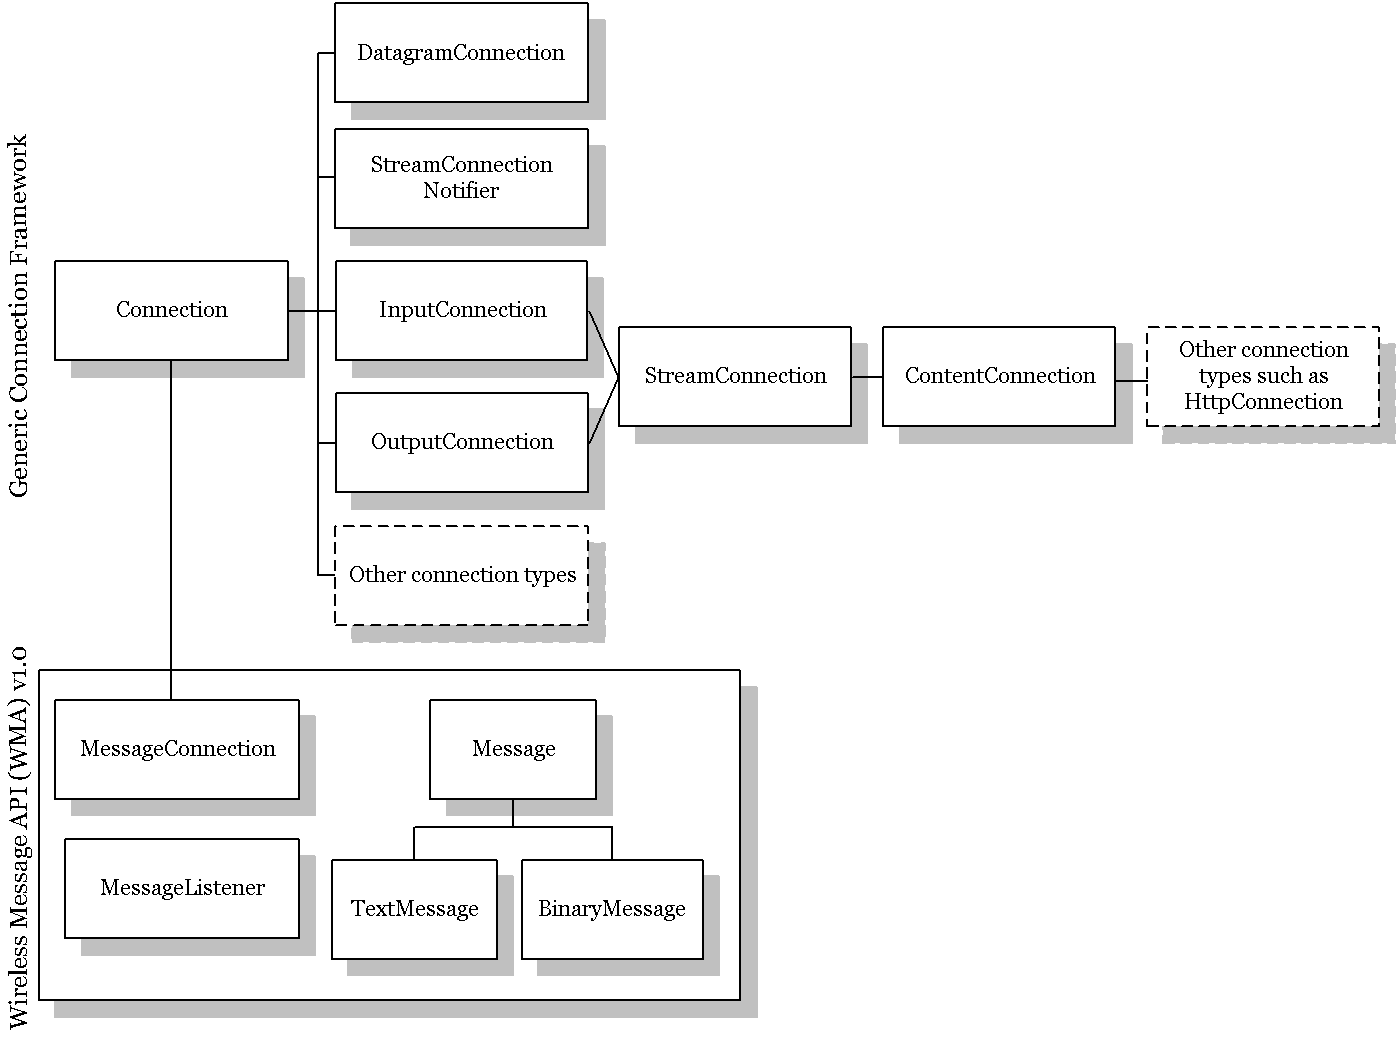 Generic Connection Framework
DatagramConnection
StreamConnection
Notifier
Connection
InputConnection
OutputConnection
StreamConnection
ContentConnection
Other connection
types such as
HttpConnection
Other connection types
Wireless Message API (WMA) v1.0
MessageConnection
Message
MessageListener
TextMessage
BinaryMessage